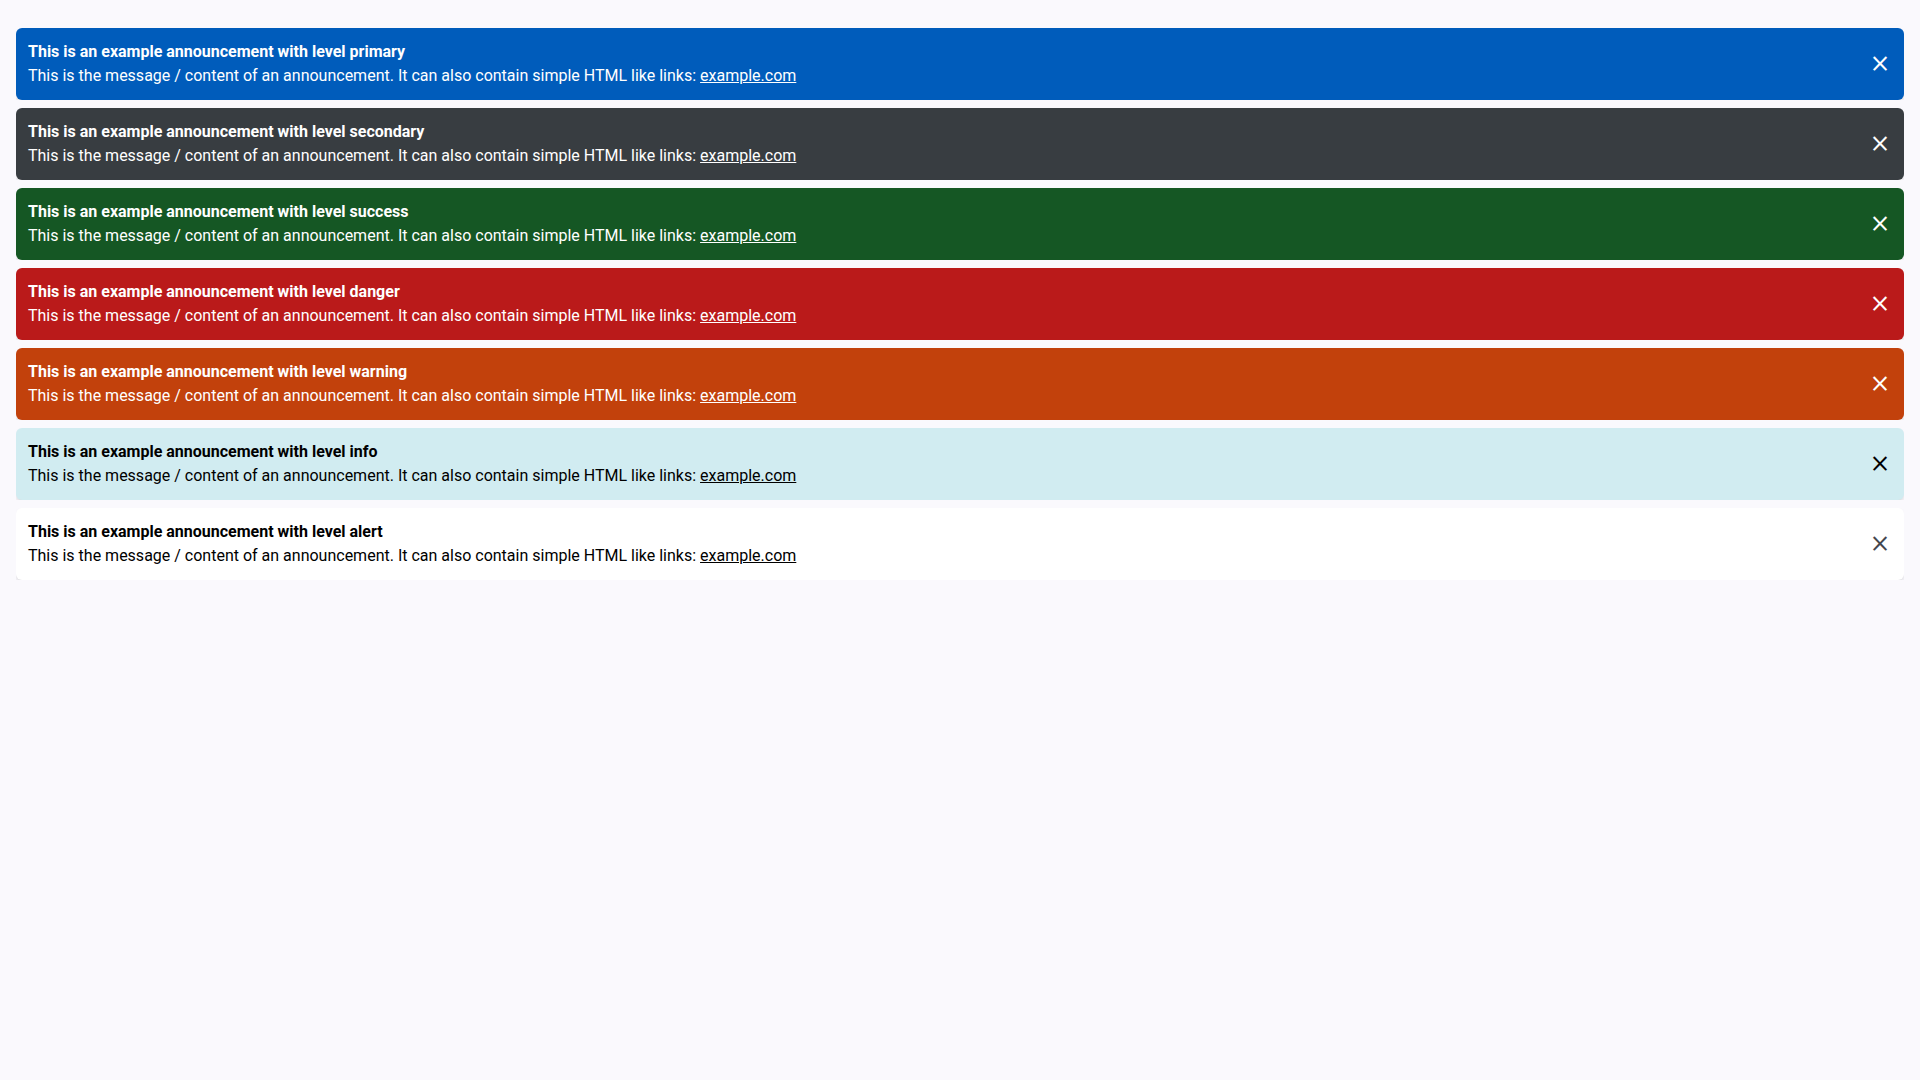 This is an example announcement with level primary
This is the message / content of an announcement. It can also contain simple HTML like links: example.com
This is an example announcement with level secondary
This is the message / content of an announcement. It can also contain simple HTML like links: example.com
This is an example announcement with level success
This is the message / content of an announcement. It can also contain simple HTML like links: example.com
This is an example announcement with level danger
This is the message / content of an announcement. It can also contain simple HTML like links: example.com
This is an example announcement with level warning
This is the message / content of an announcement. It can also contain simple HTML like links: example.com
This is an example announcement with level info
This is the message / content of an announcement. It can also contain simple HTML like links: example.com
This is an example announcement with level alert
This is the message / content of an announcement. It can also contain simple HTML like links: example.com